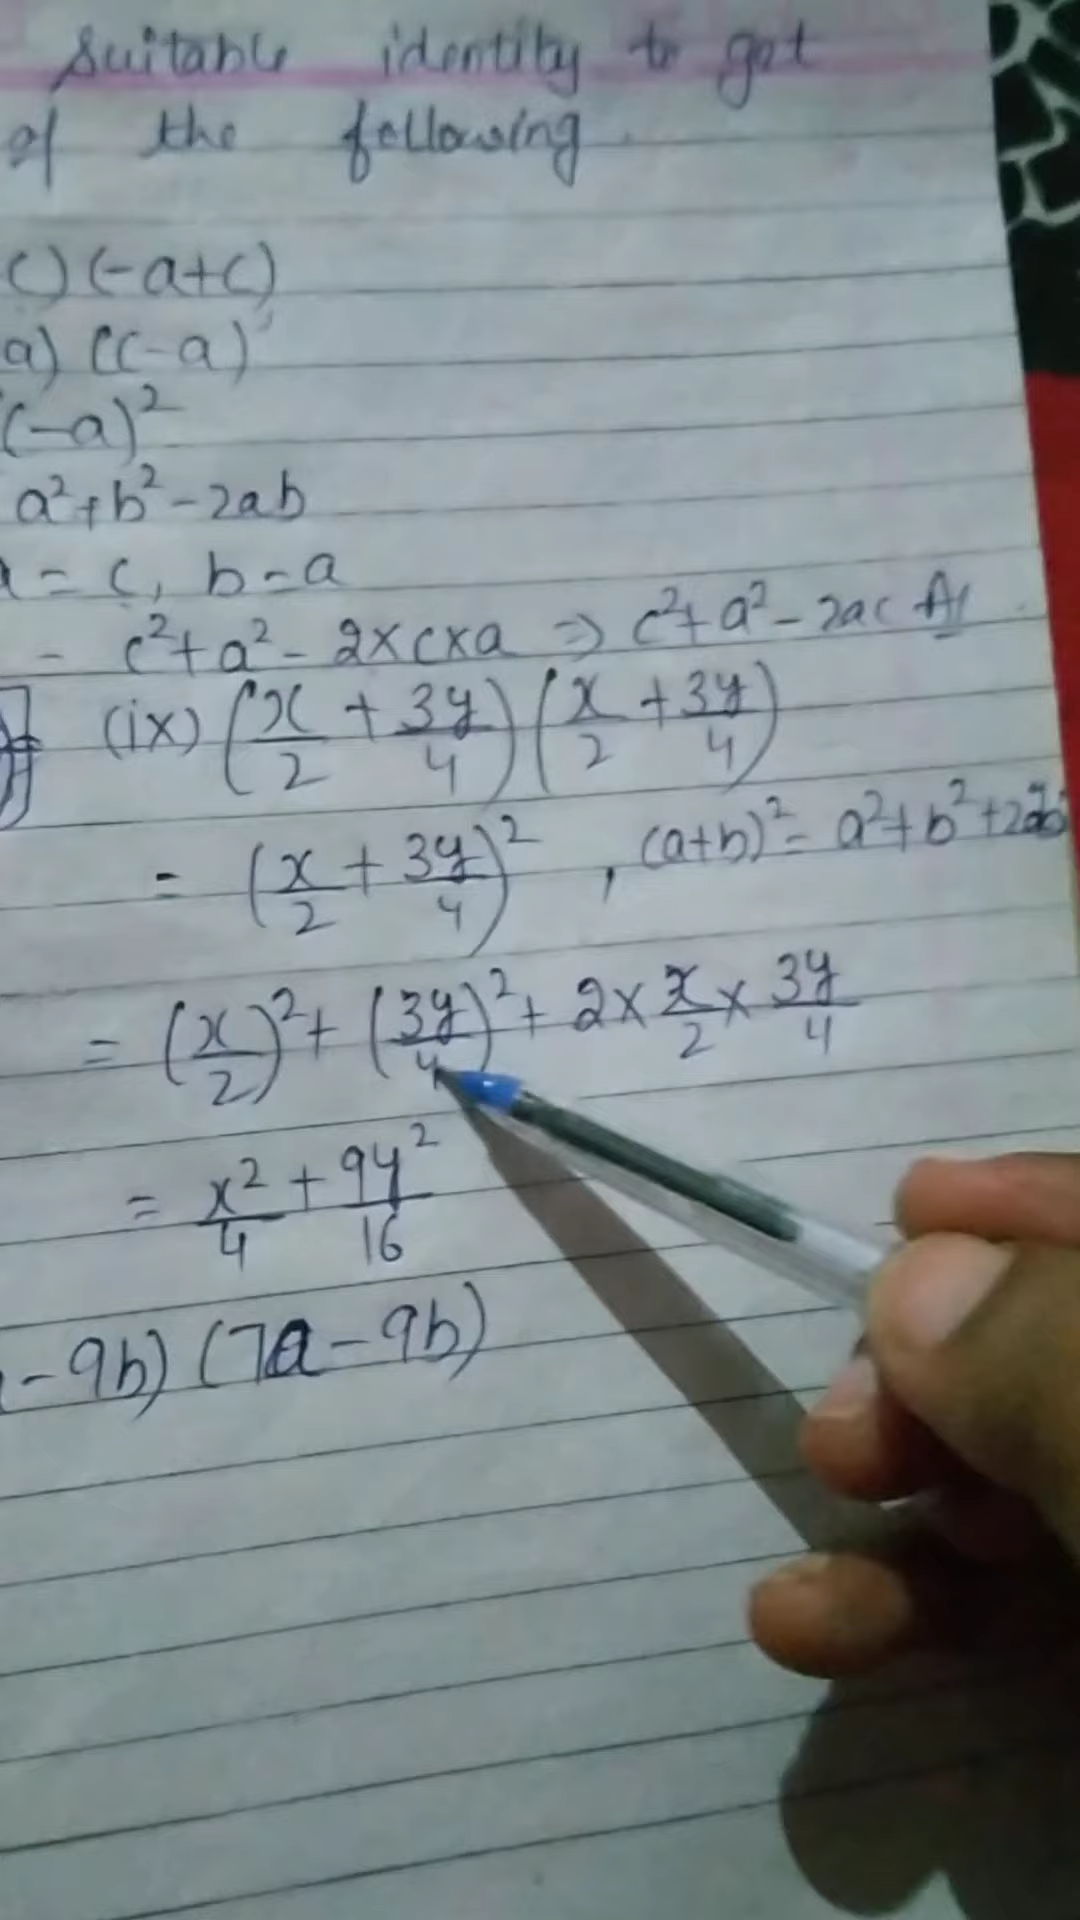 suitable identity to get
of the following.
c) (-a+c)
a) (c-a)
(-a)²
a²+b²-2ab
= c, b=a
- c²+a²-2×c×a ⇒ c²+a²-2ac A
(ix) (x/2 + 3y/4) (x/2 + 3y/4)
= (x/2 + 3y/4)² , (a+b)² = a²+b²+2ab
= (x/2)² + (3y/4)² + 2 × x/2 × 3y/4
= x²/4 + 9y²/16
-9b) (7a-9b)